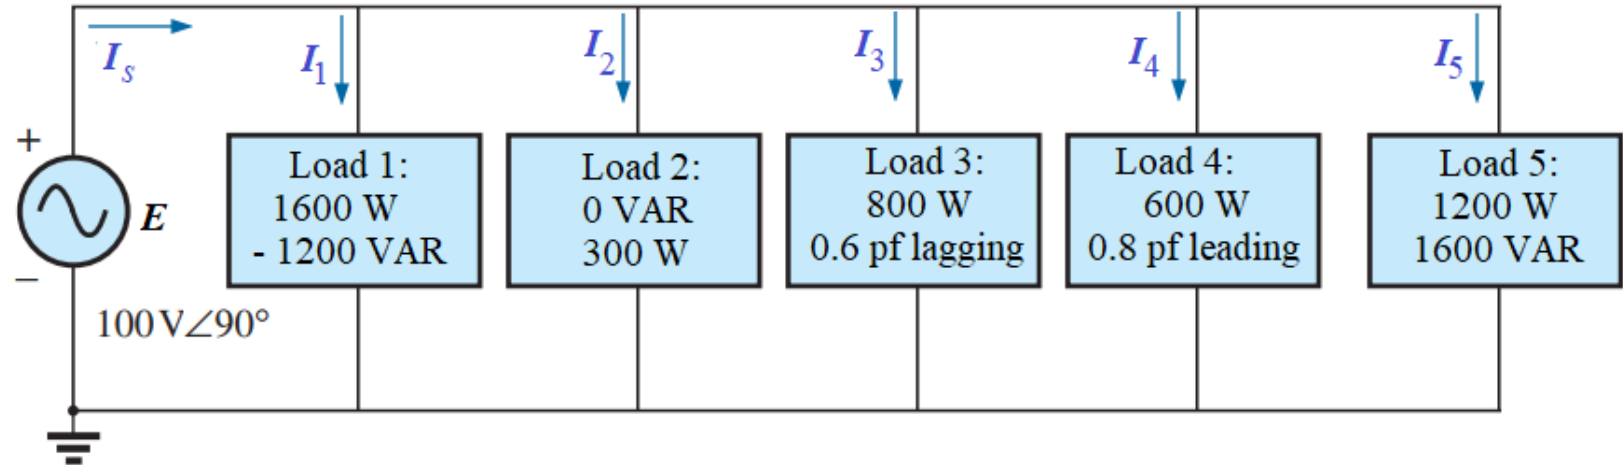 I_s
I_1
I_2
I_3
I_4
I_5
+
E
−
100 V∠90°
Load 1:
1600 W
- 1200 VAR
Load 2:
0 VAR
300 W
Load 3:
800 W
0.6 pf lagging
Load 4:
600 W
0.8 pf leading
Load 5:
1200 W
1600 VAR